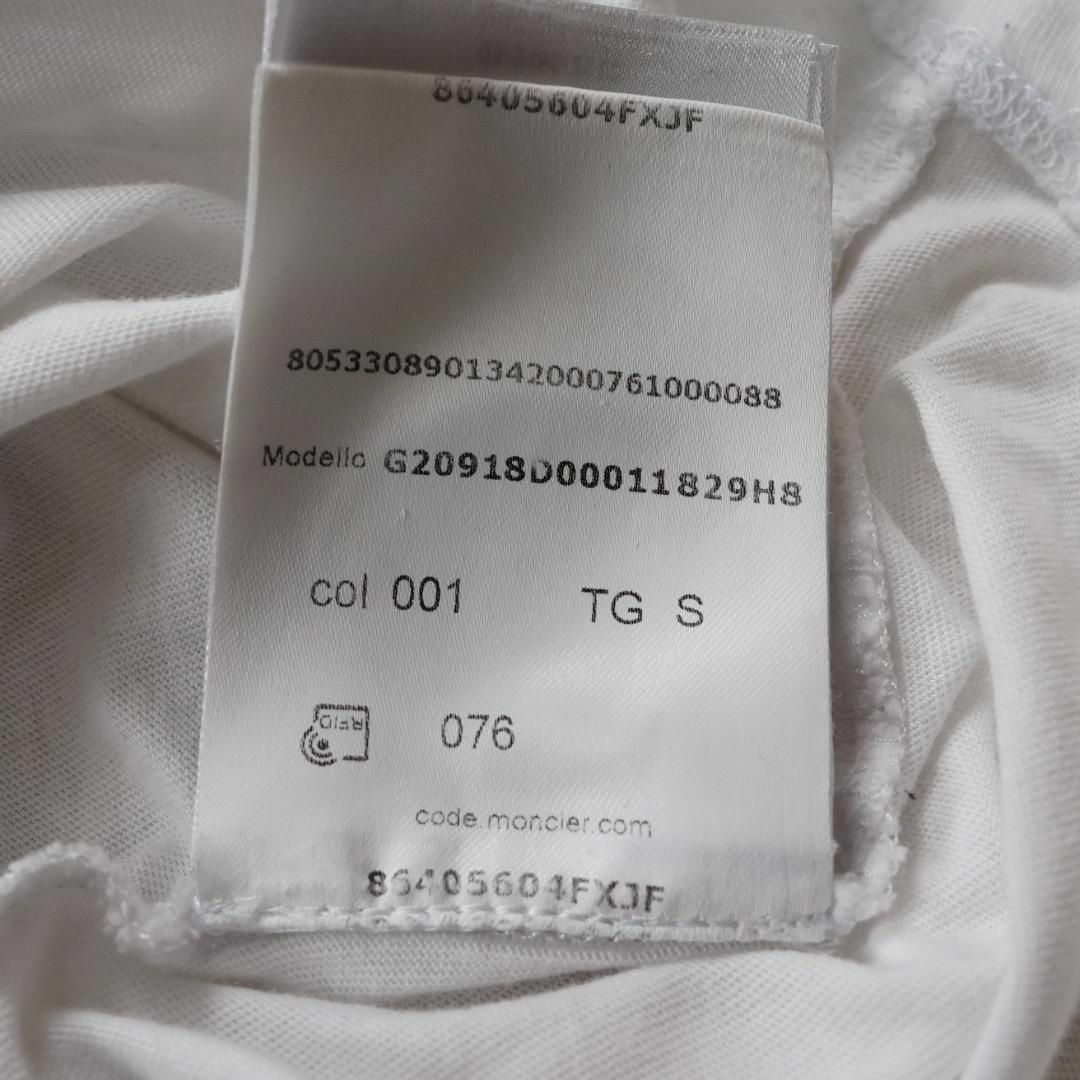 86405604FXJF
8053308901342000761000088
Modello G20918D00011829H8
col 001 TG S
RFID
076
code.moncler.com
86405604FXJF